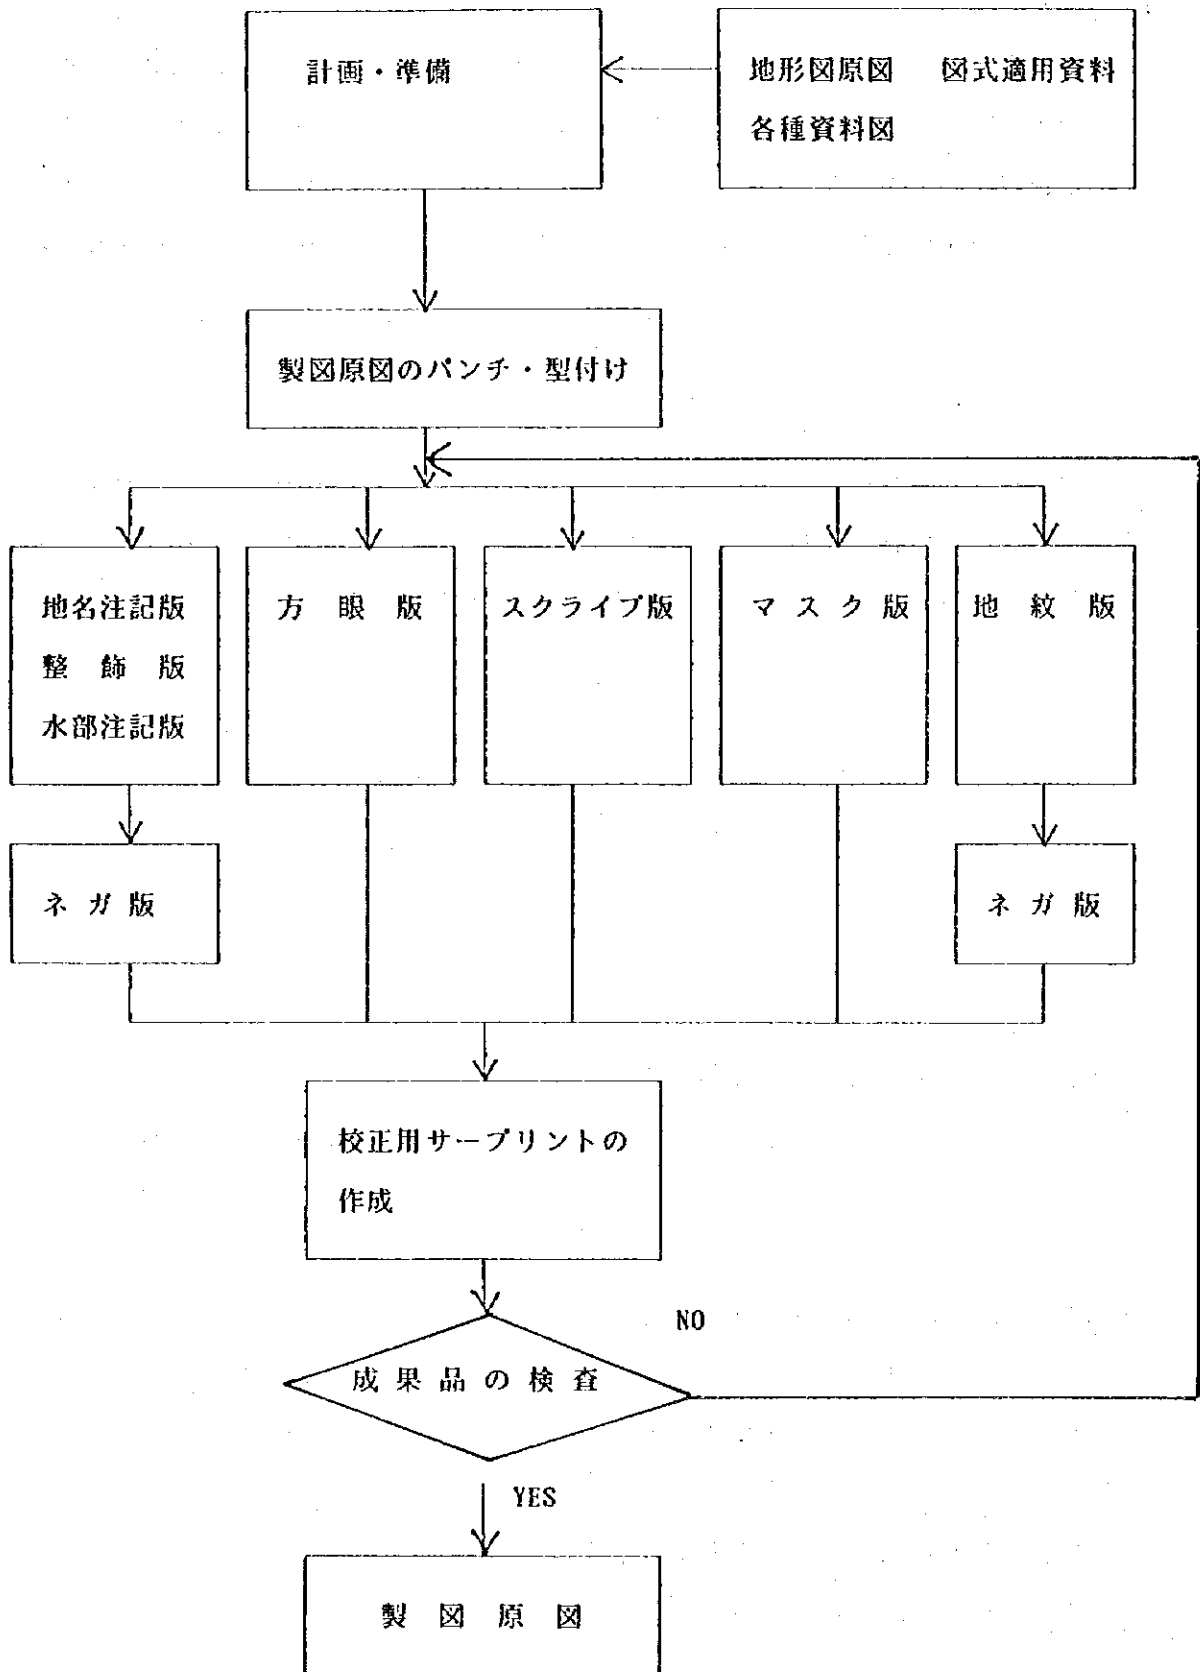 計画・準備
地形図原図 図式適用資料
各種資料図
製図原図のパンチ・型付け
地名注記版
整飾版
水部注記版
方眼版
スクライブ版
マスク版
地紋版
ネガ版
ネガ版
校正用サープリントの
作成
NO
成果品の検査
YES
製図原図